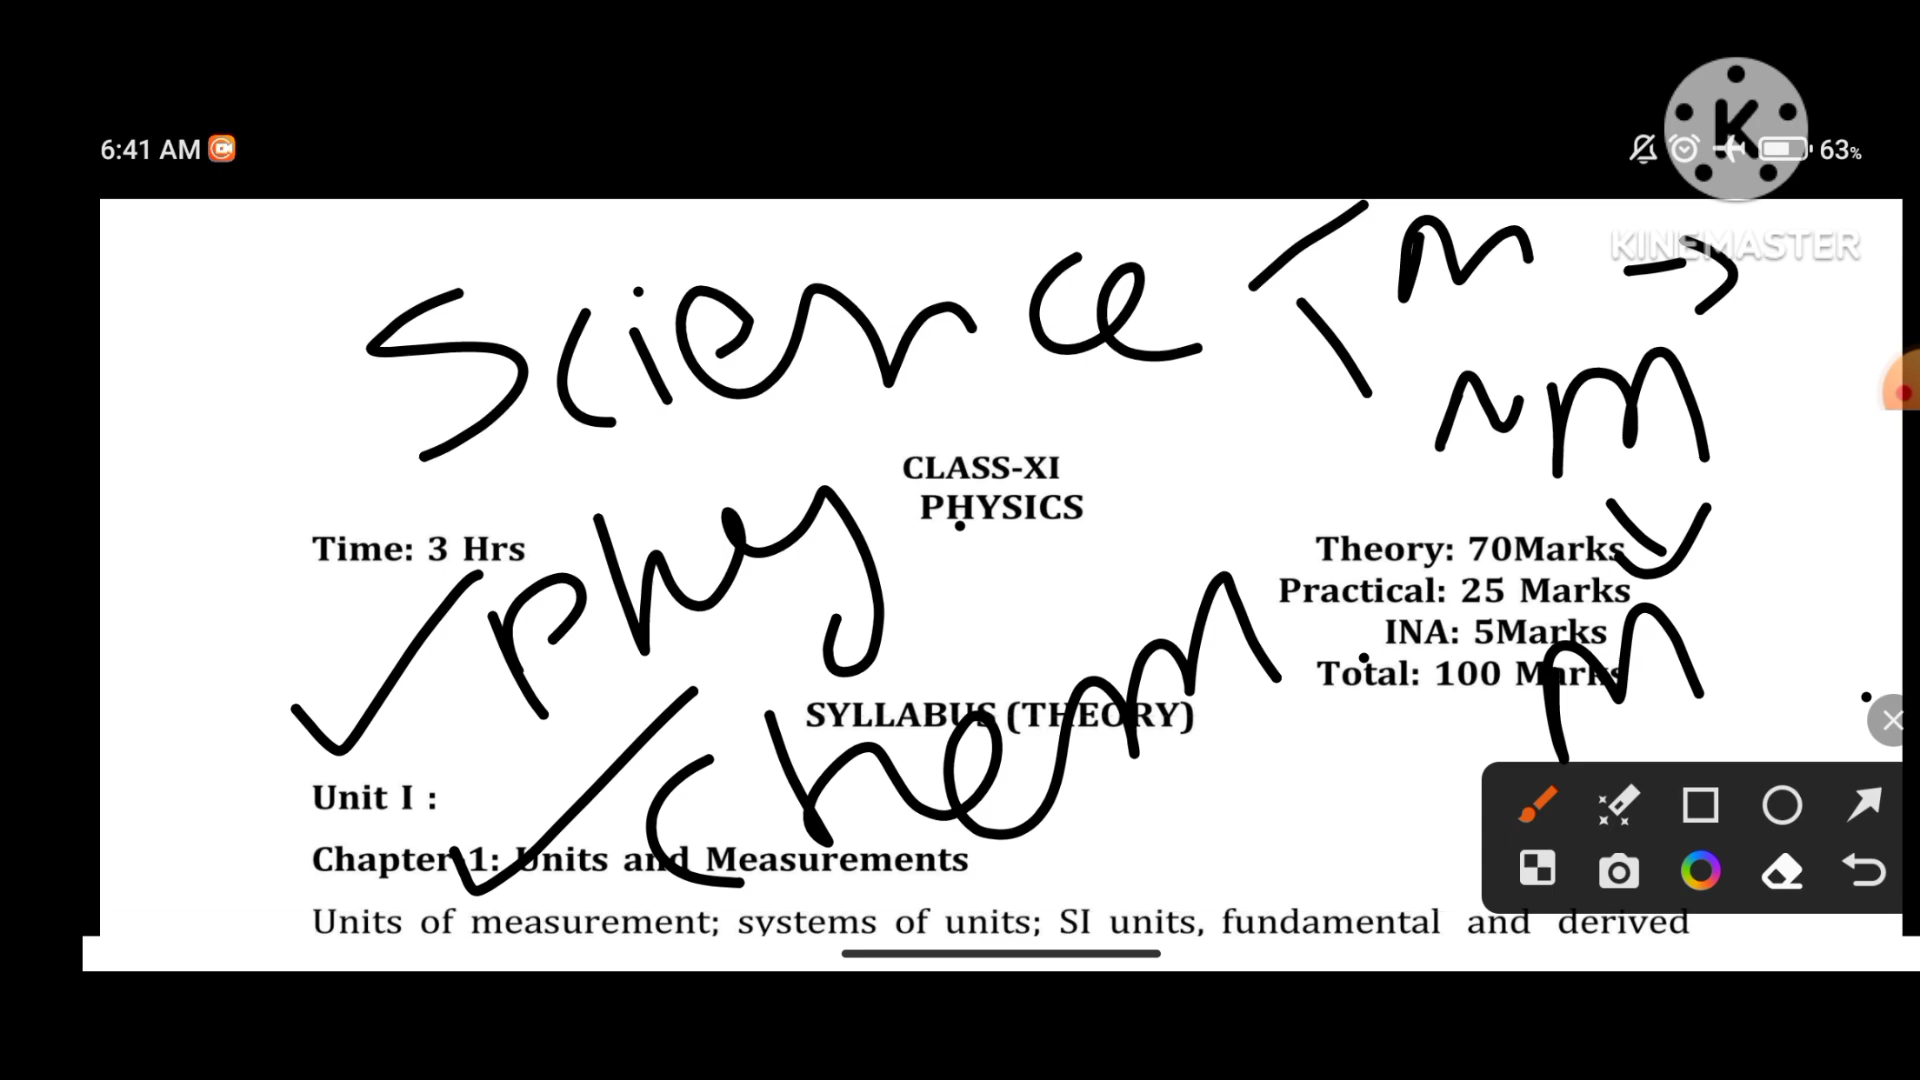 6:41 AM
63%
KINEMASTER
Science
CLASS-XI
PHYSICS
Time: 3 Hrs
Theory: 70Marks
Practical: 25 Marks
INA: 5Marks
Total: 100 Marks
Phy
SYLLABUS (THEORY)
Chem
Unit I :
Chapter-1: Units and Measurements
Units of measurement; systems of units; SI units, fundamental and derived